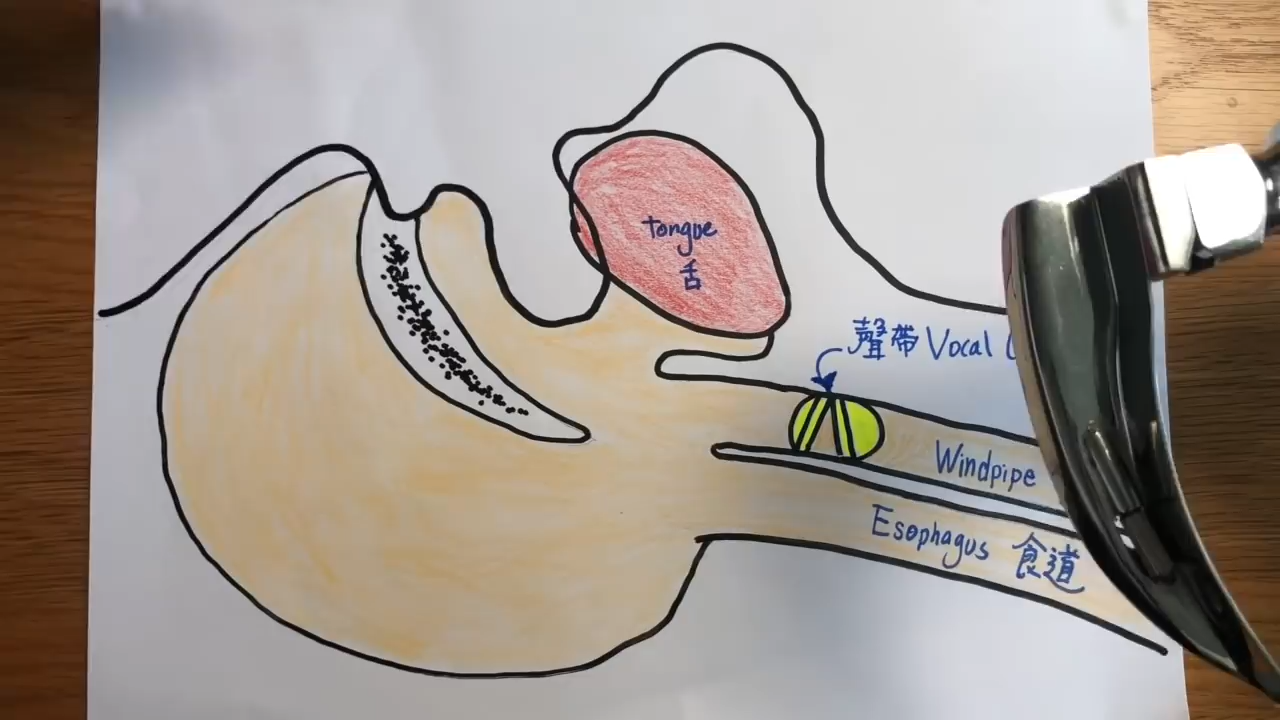 tongue
舌
聲帶 Vocal
Windpipe
Esophagus 食道